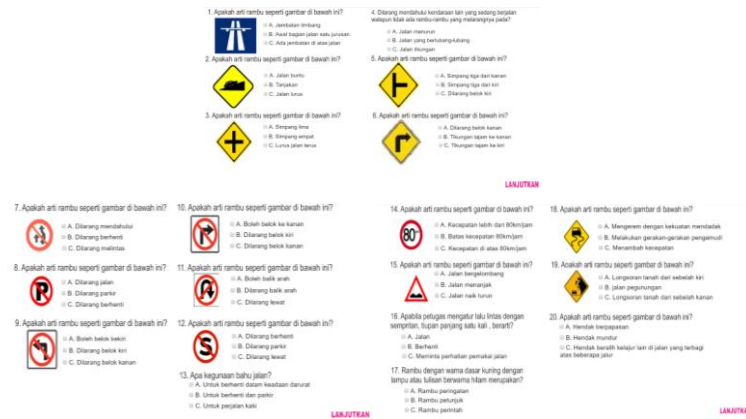 1. Apakah arti rambu seperti gambar di bawah ini?
A. Jembatan timbang
B. Awal bagian jalan satu jurusan
C. Ada jembatan di atas jalan
2. Apakah arti rambu seperti gambar di bawah ini?
A. Jalan buntu
B. Tanjakan
C. Jalan lurus
3. Apakah arti rambu seperti gambar di bawah ini?
A. Simpang lima
B. Simpang empat
C. Lurus jalan terus
4. Dilarang mendahului kendaraan lain yang sedang berjalan
walapun tidak ada rambu-rambu yang melarangnya pada?
A. Jalan menurun
B. Jalan yang berlubang-lubang
C. Jalan tikungan
5. Apakah arti rambu seperti gambar di bawah ini?
A. Simpang tiga dari kanan
B. Simpang tiga dari kiri
C. Dilarang belok kiri
6. Apakah arti rambu seperti gambar di bawah ini?
A. Dilarang belok kanan
B. Tikungan tajam ke kanan
C. Tikungan tajam ke kiri
LANJUTKAN
7. Apakah arti rambu seperti gambar di bawah ini?
A. Dilarang mendahului
B. Dilarang berhenti
C. Dilarang melintas
8. Apakah arti rambu seperti gambar di bawah ini?
P
A. Dilarang jalan
B. Dilarang parkir
C. Dilarang berhenti
9. Apakah arti rambu seperti gambar di bawah ini?
A. Boleh belok kekiri
B. Dilarang belok kiri
C. Dilarang belok kanan
10. Apakah arti rambu seperti gambar di bawah ini?
A. Boleh belok ke kanan
B. Dilarang belok kiri
C. Dilarang belok kanan
11. Apakah arti rambu seperti gambar di bawah ini?
A. Boleh balik arah
B. Dilarang balik arah
C. Dilarang lewat
12. Apakah arti rambu seperti gambar di bawah ini?
S
A. Dilarang berhenti
B. Dilarang parkir
C. Dilarang lewat
13. Apa kegunaan bahu jalan?
A. Untuk berhenti dalam keadaan darurat
B. Untuk berhenti dan parkir
C. Untuk perjalan kaki
LANJUTKAN
14. Apakah arti rambu seperti gambar di bawah ini?
80
A. Kecepatan lebih dari 80km/jam
B. Batas kecepatan 80km/jam
C. Kecepatan di atas 80km/jam
15. Apakah arti rambu seperti gambar di bawah ini?
A. Jalan bergelombang
B. Jalan menanjak
C. Jalan naik turun
16. Apabila petugas mengatur lalu lintas dengan
sempritan, tiupan panjang satu kali , berarti?
A. Jalan
B. Berhenti
C. Meminta perhatian pemakai jalan
17. Rambu dengan warna dasar kuning dengan
lampu atau tulisan berwarna hitam merupakan?
A. Rambu peringatan
B. Rambu petunjuk
C. Rambu perintah
18. Apakah arti rambu seperti gambar di bawah ini?
A. Mengerem dengan kekuatan mendadak
B. Melakukan gerakan-gerakan pengemudi
C. Menambah kecepatan
19. Apakah arti rambu seperti gambar di bawah ini?
A. Longsoran tanah dari sebelah kiri
B. jalan pegunungan
C. Longsoran tanah dari sebelah kanan
20. Apakah arti rambu seperti gambar di bawah ini?
A. Hendak berpapasan
B. Hendak mundur
C. Hendak beralih kelajur lain di jalan yang terbagi
atas beberapa jalur
LANJUTKA